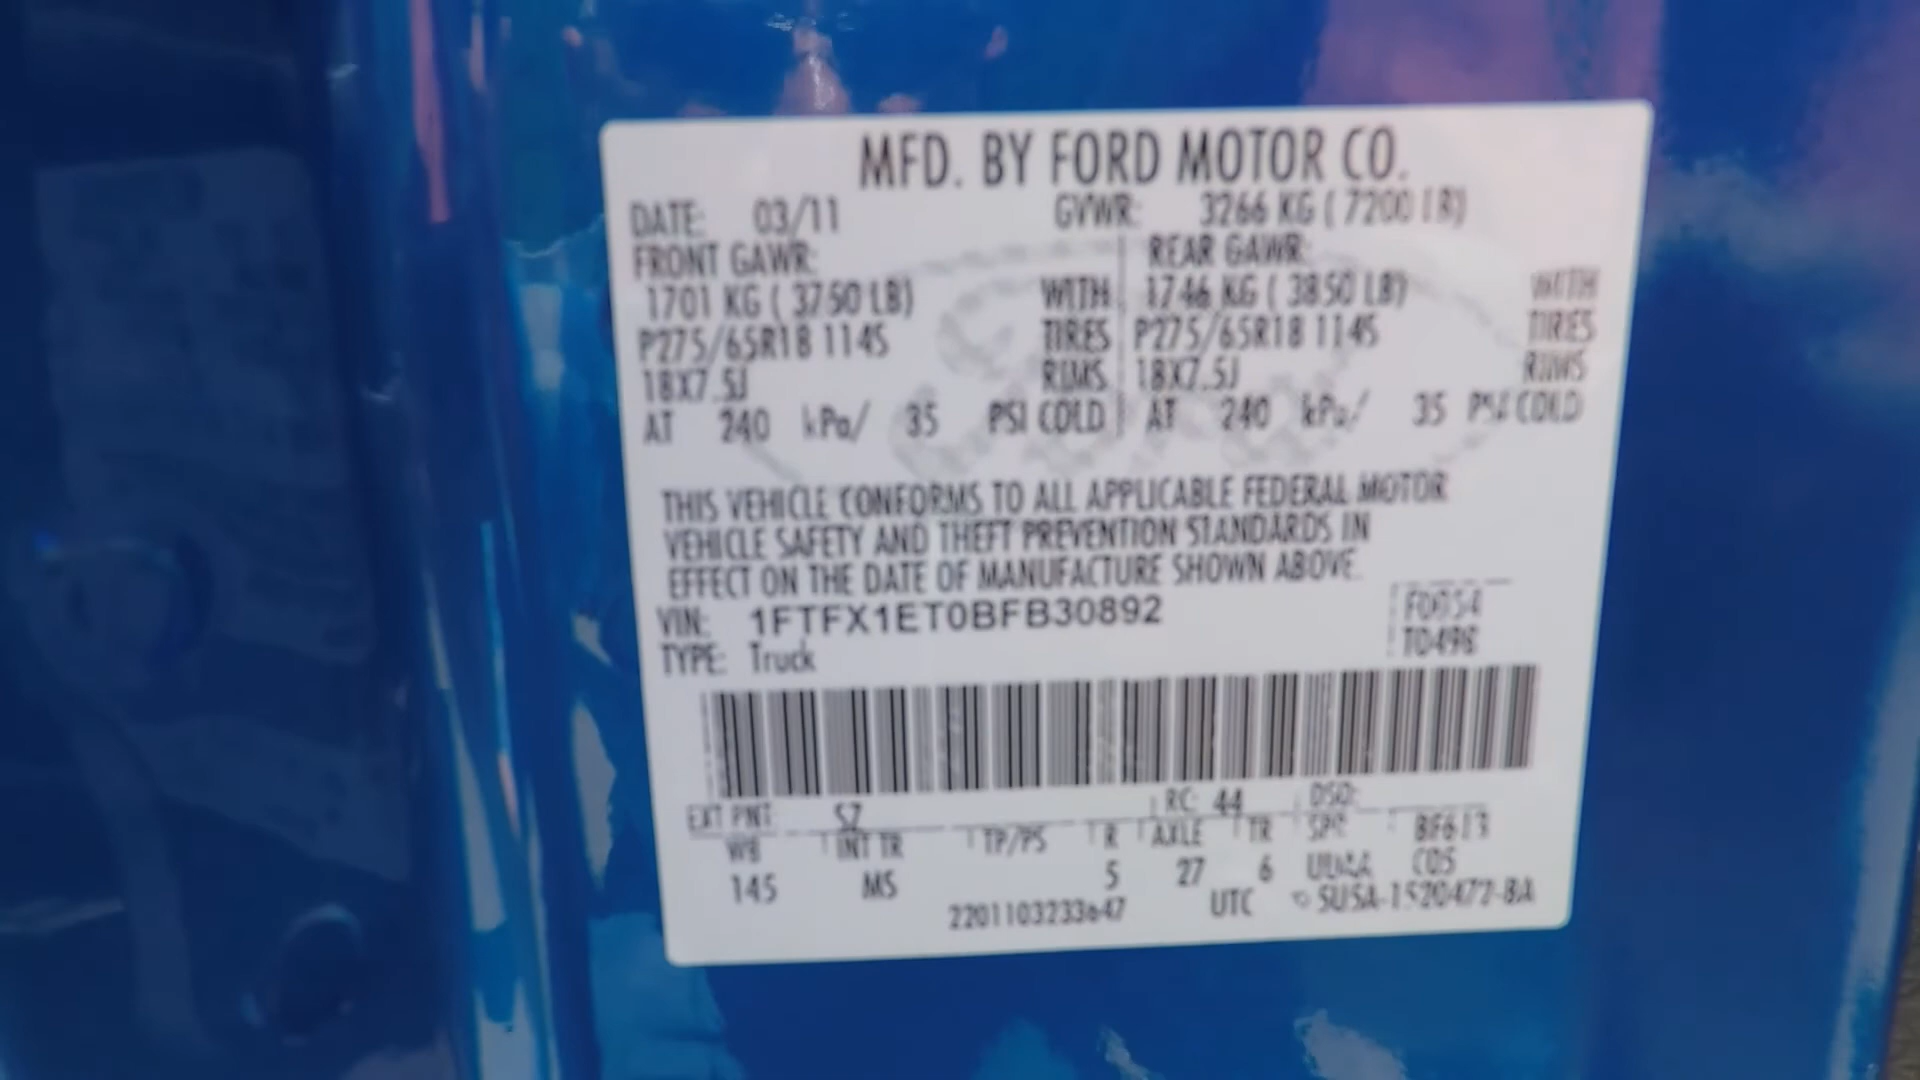 MFD. BY FORD MOTOR CO.
DATE: 03/11 GVWR: 3266 KG ( 7200 LB)
FRONT GAWR: REAR GAWR:
1701 KG ( 3750 LB) WITH 1746 KG ( 3850 LB) WITH
P275/65R18 114S TIRES P275/65R18 114S TIRES
18X7.5J RIMS 18X7.5J RIMS
AT 240 kPa/ 35 PSI COLD AT 240 kPa/ 35 PSI COLD
THIS VEHICLE CONFORMS TO ALL APPLICABLE FEDERAL MOTOR
VEHICLE SAFETY AND THEFT PREVENTION STANDARDS IN
EFFECT ON THE DATE OF MANUFACTURE SHOWN ABOVE.
VIN: 1FTFX1ET0BFB30892
TYPE: Truck
T0498
EXT PNT: SZ RC: 44 DSO:
WB INT TR TP/PS R AXLE TR SPR BF613
145 MS 5 27 6
2201103233647 UTC